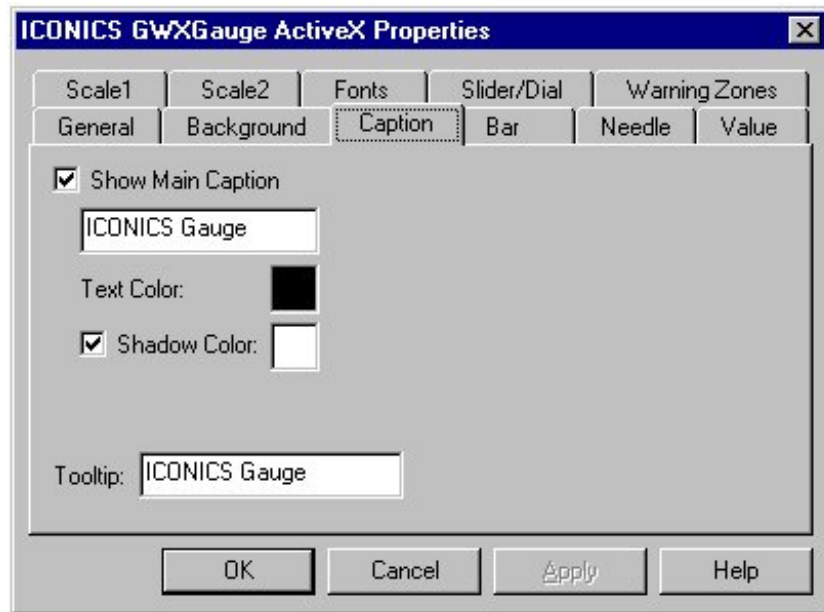 ICONICS GWXGauge ActiveX Properties
Scale1 Scale2 Fonts Slider/Dial Warning Zones
General Background Caption Bar Needle Value
Show Main Caption
ICONICS Gauge
Text Color:
Shadow Color:
Tooltip: ICONICS Gauge
OK Cancel Apply Help